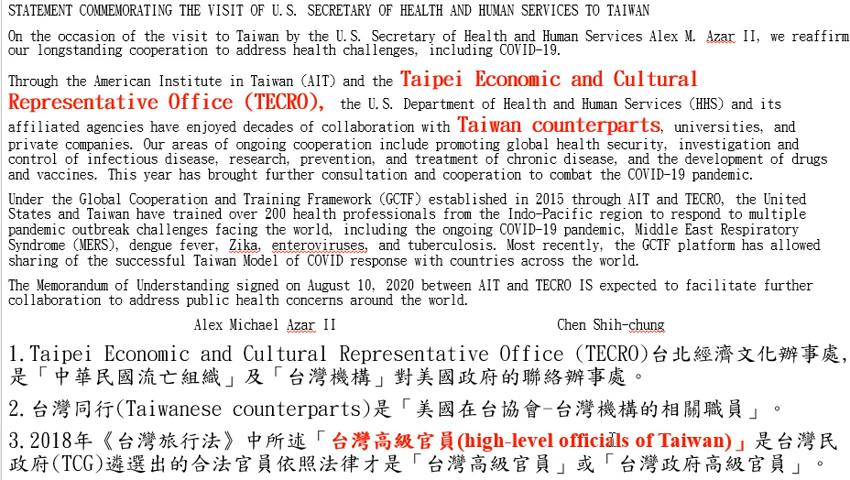 STATEMENT COMMEMORATING THE VISIT OF U.S. SECRETARY OF HEALTH AND HUMAN SERVICES TO TAIWAN
On the occasion of the visit to Taiwan by the U.S. Secretary of Health and Human Services Alex M. Azar II, we reaffirm
our longstanding cooperation to address health challenges, including COVID-19.
Through the American Institute in Taiwan (AIT) and the Taipei Economic and Cultural
Representative Office (TECRO), the U.S. Department of Health and Human Services (HHS) and its
affiliated agencies have enjoyed decades of collaboration with Taiwan counterparts, universities, and
private companies. Our areas of ongoing cooperation include promoting global health security, investigation and
control of infectious disease, research, prevention, and treatment of chronic disease, and the development of drugs
and vaccines. This year has brought further consultation and cooperation to combat the COVID-19 pandemic.
Under the Global Cooperation and Training Framework (GCTF) established in 2015 through AIT and TECRO, the United
States and Taiwan have trained over 200 health professionals from the Indo-Pacific region to respond to multiple
pandemic outbreak challenges facing the world, including the ongoing COVID-19 pandemic, Middle East Respiratory
Syndrome (MERS), dengue fever, Zika, enteroviruses, and tuberculosis. Most recently, the GCTF platform has allowed
sharing of the successful Taiwan Model of COVID response with countries across the world.
The Memorandum of Understanding signed on August 10, 2020 between AIT and TECRO IS expected to facilitate further
collaboration to address public health concerns around the world.
Alex Michael Azar II Chen Shih-chung
1.Taipei Economic and Cultural Representative Office (TECRO)台北經濟文化辦事處,
是「中華民國流亡組織」及「台灣機構」對美國政府的聯絡辦事處。
2.台灣同行(Taiwanese counterparts)是「美國在台協會-台灣機構的相關職員」。
3.2018年《台灣旅行法》中所述「台灣高級官員(high-level officials of Taiwan)」是台灣民
政府(TCG)遴選出的合法官員依照法律才是「台灣高級官員」或「台灣政府高級官員」。